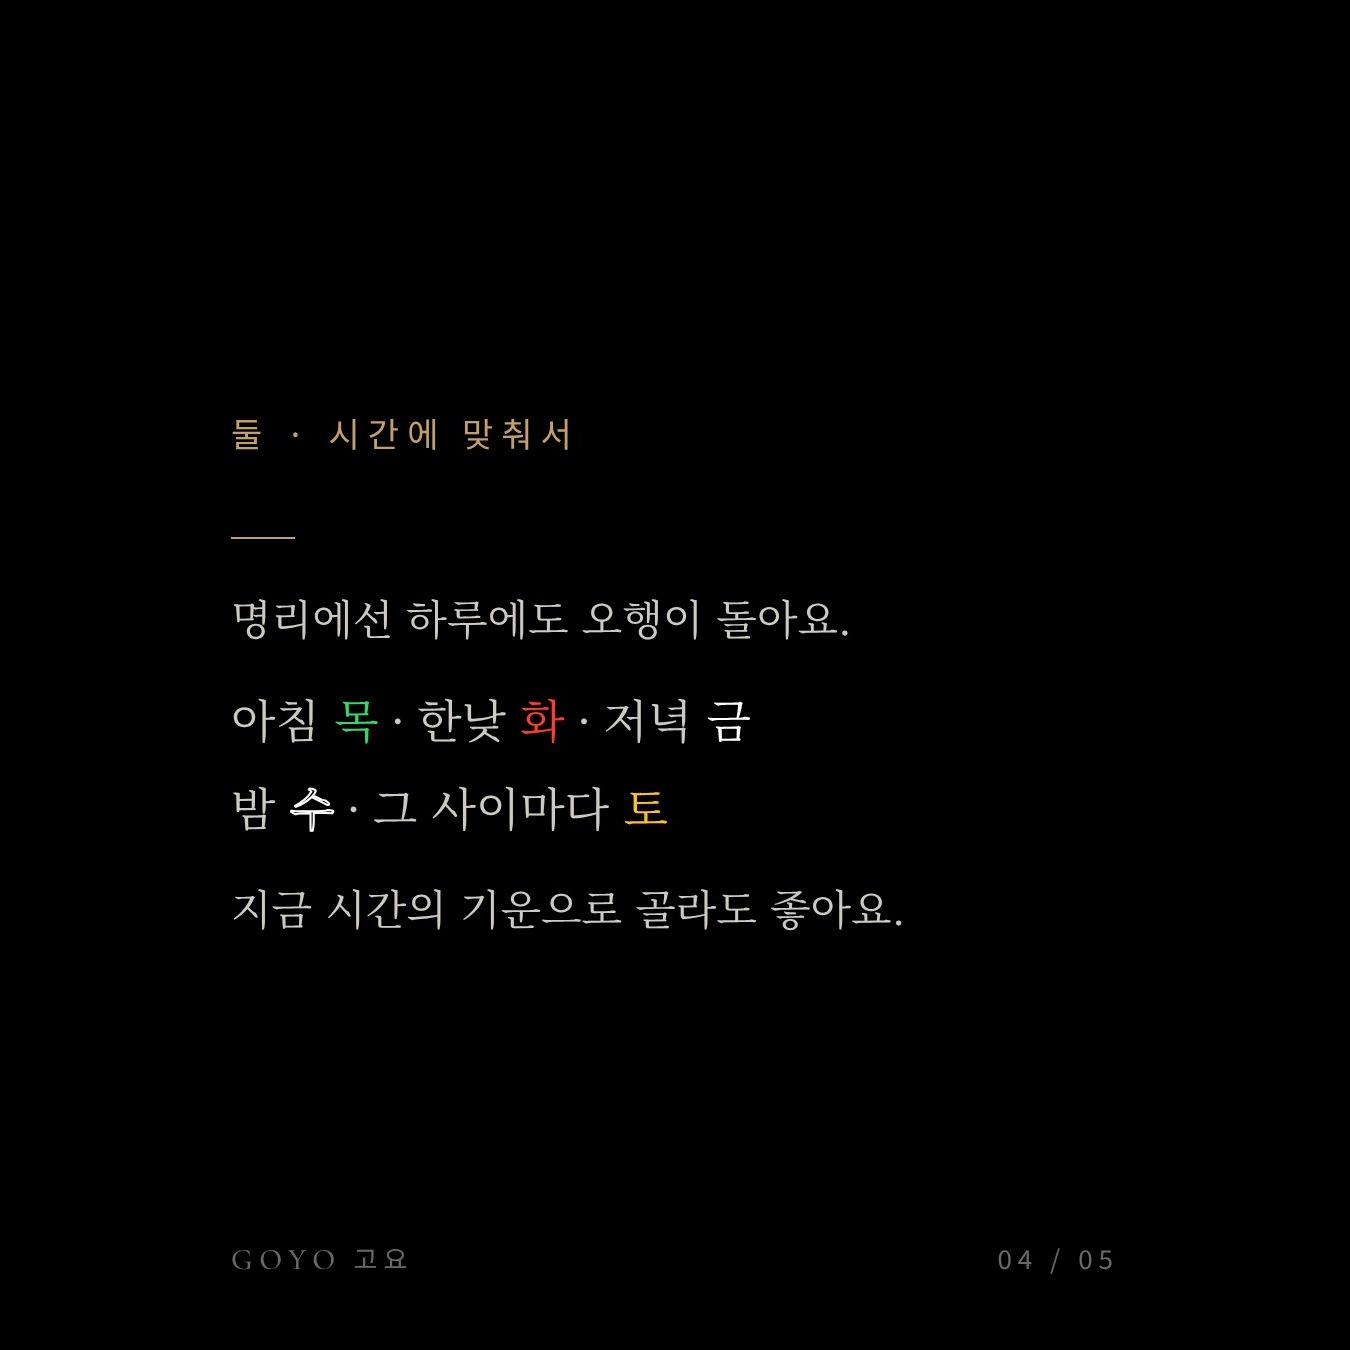 둘 · 시간에 맞춰서
명리에선 하루에도 오행이 돌아요.
아침 목 · 한낮 화 · 저녁 금
밤 수 · 그 사이마다 토
지금 시간의 기운으로 골라도 좋아요.
GOYO 고요
04 / 05